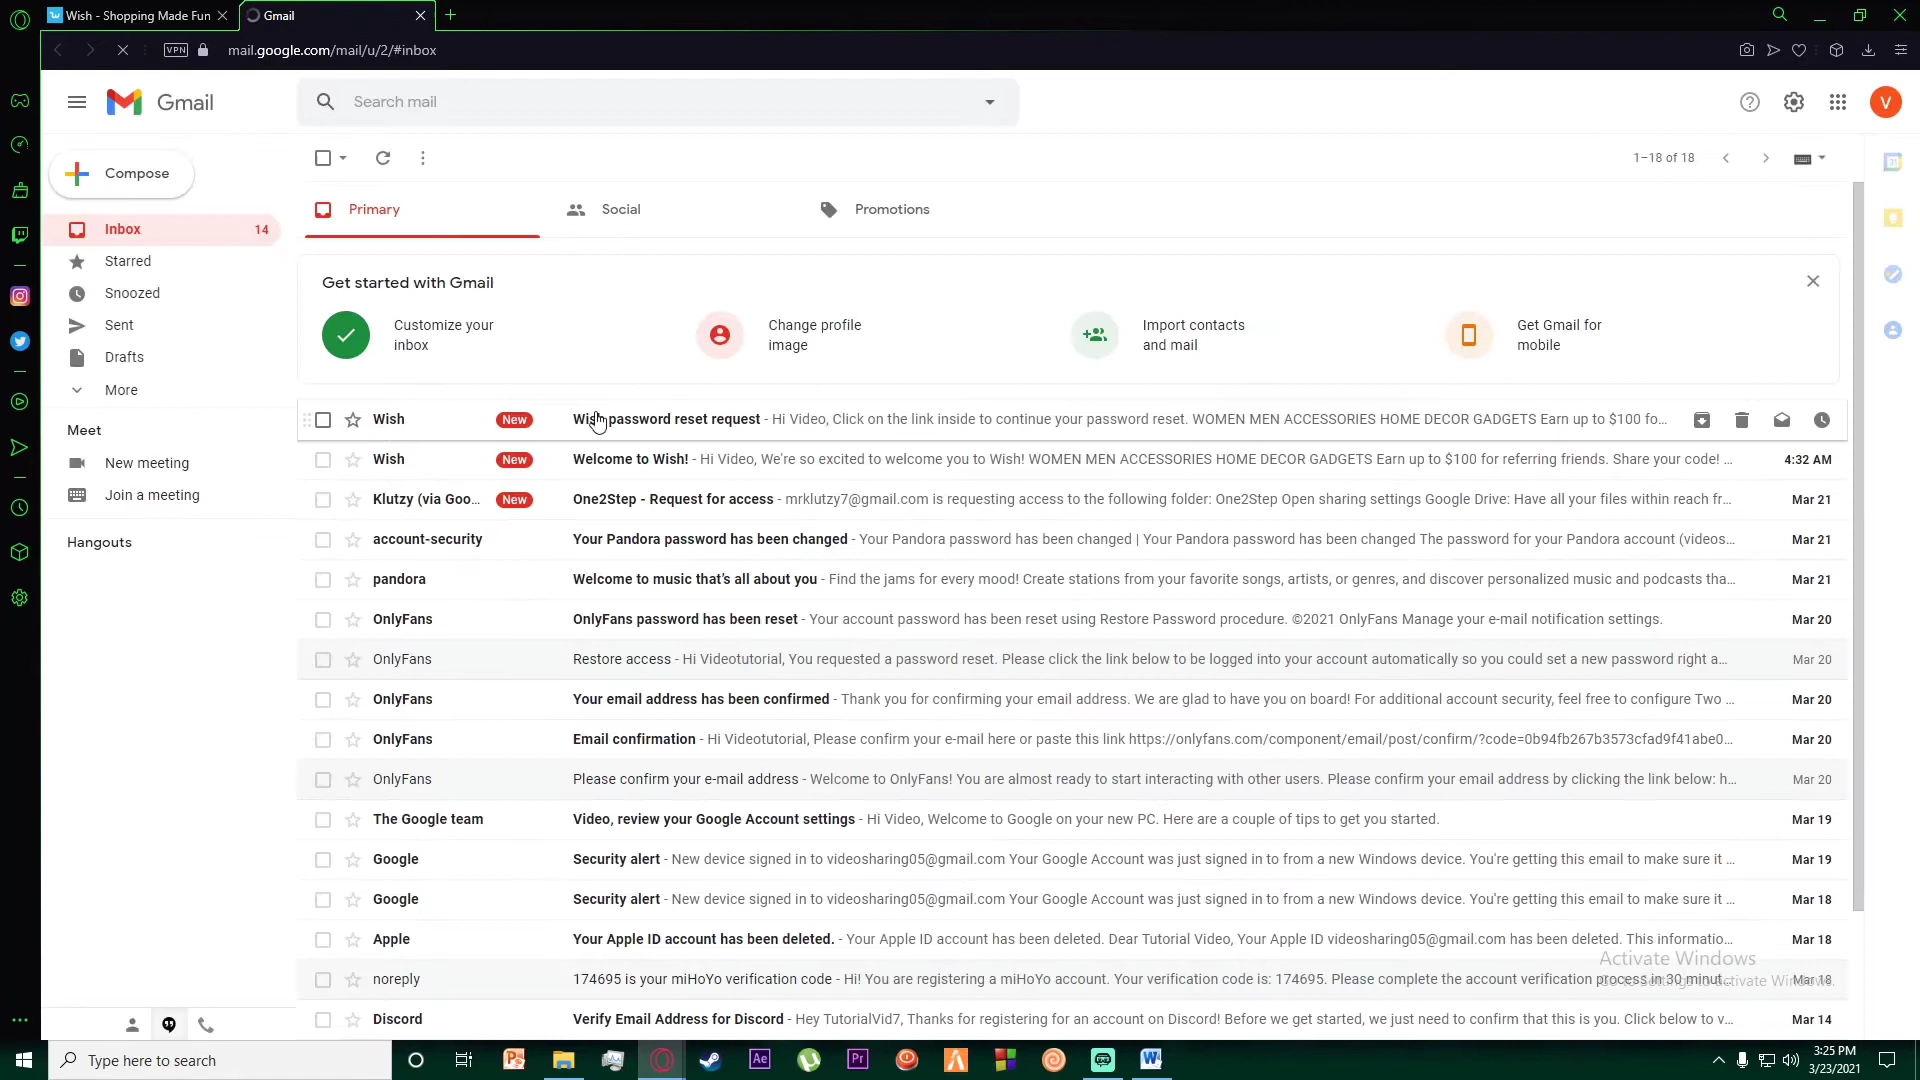 Wish - Shopping Made Fun
Gmail
VPN
mail.google.com/mail/u/2/#inbox
Gmail
Search mail
V
Compose
1–18 of 18
Primary
Social
Promotions
Inbox 14
Starred
Snoozed
Sent
Drafts
More
Meet
New meeting
Join a meeting
Hangouts
Get started with Gmail
Customize your
inbox
Change profile
image
Import contacts
and mail
Get Gmail for
mobile
Wish New Wish password reset request - Hi Video, Click on the link inside to continue your password reset. WOMEN MEN ACCESSORIES HOME DECOR GADGETS Earn up to $100 fo...
Wish New Welcome to Wish! - Hi Video, We're so excited to welcome you to Wish! WOMEN MEN ACCESSORIES HOME DECOR GADGETS Earn up to $100 for referring friends. Share your code! ... 4:32 AM
Klutzy (via Goo... New One2Step - Request for access - mrklutzy7@gmail.com is requesting access to the following folder: One2Step Open sharing settings Google Drive: Have all your files within reach fr... Mar 21
account-security Your Pandora password has been changed - Your Pandora password has been changed | Your Pandora password has been changed The password for your Pandora account (videos... Mar 21
pandora Welcome to music that's all about you - Find the jams for every mood! Create stations from your favorite songs, artists, or genres, and discover personalized music and podcasts tha... Mar 21
OnlyFans OnlyFans password has been reset - Your account password has been reset using Restore Password procedure. ©2021 OnlyFans Manage your e-mail notification settings. Mar 20
OnlyFans Restore access - Hi Videotutorial, You requested a password reset. Please click the link below to be logged into your account automatically so you could set a new password right a... Mar 20
OnlyFans Your email address has been confirmed - Thank you for confirming your email address. We are glad to have you on board! For additional account security, feel free to configure Two ... Mar 20
OnlyFans Email confirmation - Hi Videotutorial, Please confirm your e-mail here or paste this link https://onlyfans.com/component/email/post/confirm/?code=0b94fb267b3573cfad9f41abe0... Mar 20
OnlyFans Please confirm your e-mail address - Welcome to OnlyFans! You are almost ready to start interacting with other users. Please confirm your email address by clicking the link below: h... Mar 20
The Google team Video, review your Google Account settings - Hi Video, Welcome to Google on your new PC. Here are a couple of tips to get you started. Mar 19
Google Security alert - New device signed in to videosharing05@gmail.com Your Google Account was just signed in to from a new Windows device. You're getting this email to make sure it ... Mar 19
Google Security alert - New device signed in to videosharing05@gmail.com Your Google Account was just signed in to from a new Windows device. You're getting this email to make sure it ... Mar 18
Apple Your Apple ID account has been deleted. - Your Apple ID account has been deleted. Dear Tutorial Video, Your Apple ID videosharing05@gmail.com has been deleted. This informatio... Mar 18
Activate Windows
noreply 174695 is your miHoYo verification code - Hi! You are registering a miHoYo account. Your verification code is: 174695. Please complete the account verification process in 30 minut... Mar 18
Go to Settings to activate Windows.
Discord Verify Email Address for Discord - Hey TutorialVid7, Thanks for registering for an account on Discord! Before we get started, we just need to confirm that this is you. Click below to v... Mar 14
Type here to search
Ae
Pr
3:25 PM
3/23/2021